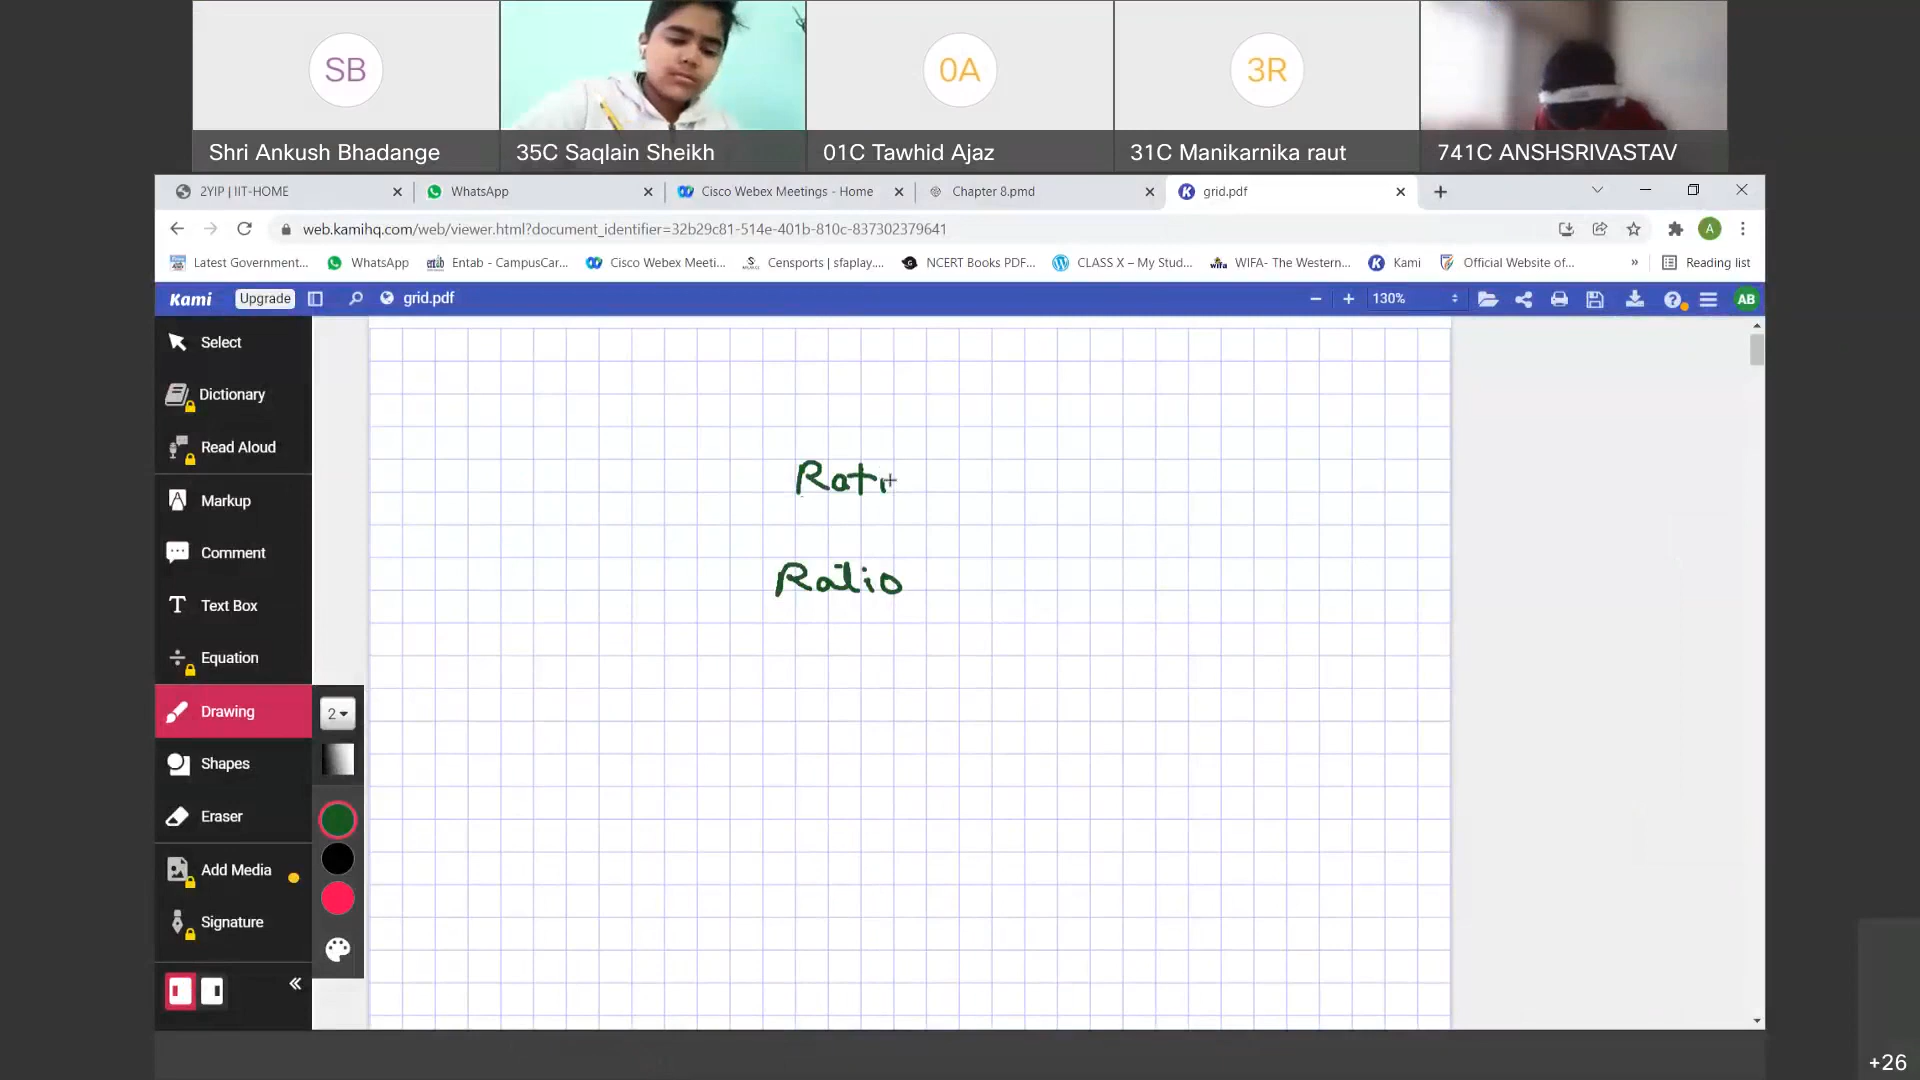 SB
0A
3R
Shri Ankush Bhadange
35C Saqlain Sheikh
01C Tawhid Ajaz
31C Manikarnika raut
741C ANSHSRIVASTAV
2YIP | IIT-HOME
WhatsApp
Cisco Webex Meetings - Home
Chapter 8.pmd
grid.pdf
web.kamihq.com/web/viewer.html?document_identifier=32b29c81-514e-401b-810c-837302379641
A
Latest Government...
WhatsApp
Entab - CampusCar...
Cisco Webex Meeti...
Censports | sfaplay....
NCERT Books PDF...
CLASS X – My Stud...
WIFA- The Western...
Kami
Official Website of...
»
Reading list
Kami
Upgrade
grid.pdf
130%
AB
Select
Dictionary
Read Aloud
Markup
Comment
Text Box
Equation
Drawing
2
Shapes
Eraser
Add Media
Signature
Rati
Ratio
+26